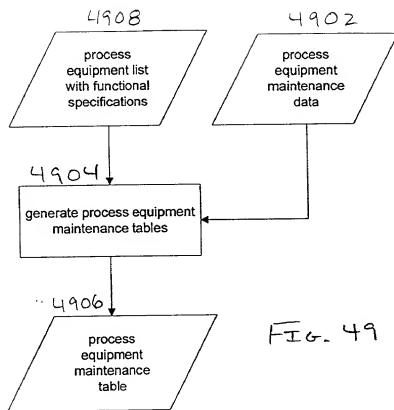 4908
4902
process
equipment list
with functional
specifications
process
equipment
maintenance
data
4904
generate process equipment
maintenance tables
4906
process
equipment
maintenance
table
FIG. 49